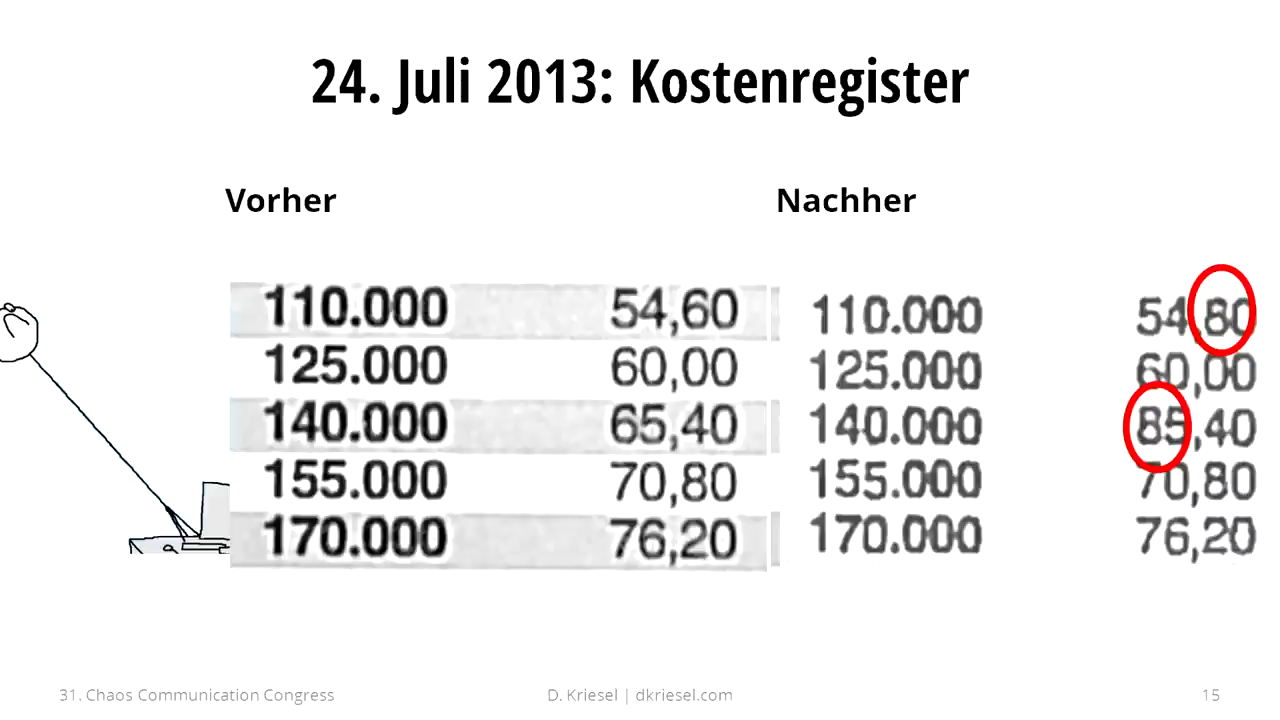 24. Juli 2013: Kostenregister
Vorher Nachher
110.000 54,60 110.000 54,80
125.000 60,00 125.000 60,00
140.000 65,40 140.000 85,40
155.000 70,80 155.000 70,80
170.000 76,20 170.000 76,20
31. Chaos Communication Congress D. Kriesel | dkriesel.com 15